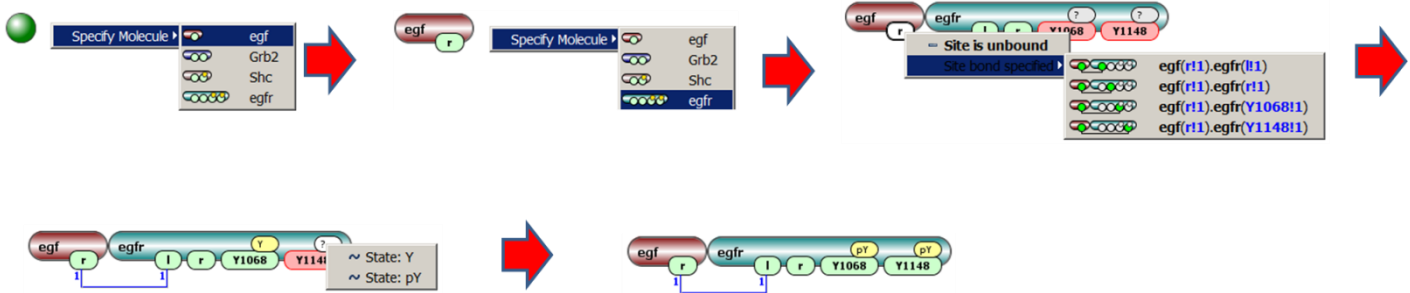 Specify Molecule
egf
Grb2
Shc
egfr
egf
r
Specify Molecule
egf
Grb2
Shc
egfr
egf
r
egfr
l
r
?
Y1068
?
Y1148
Site is unbound
Site bond specified
egf(r!1).egfr(l!1)
egf(r!1).egfr(r!1)
egf(r!1).egfr(Y1068!1)
egf(r!1).egfr(Y1148!1)
egf
r
egfr
l
r
Y
Y1068
?
1
1
~ State: Y
~ State: pY
egf
r
egfr
l
r
pY
Y1068
pY
Y1148
1
1